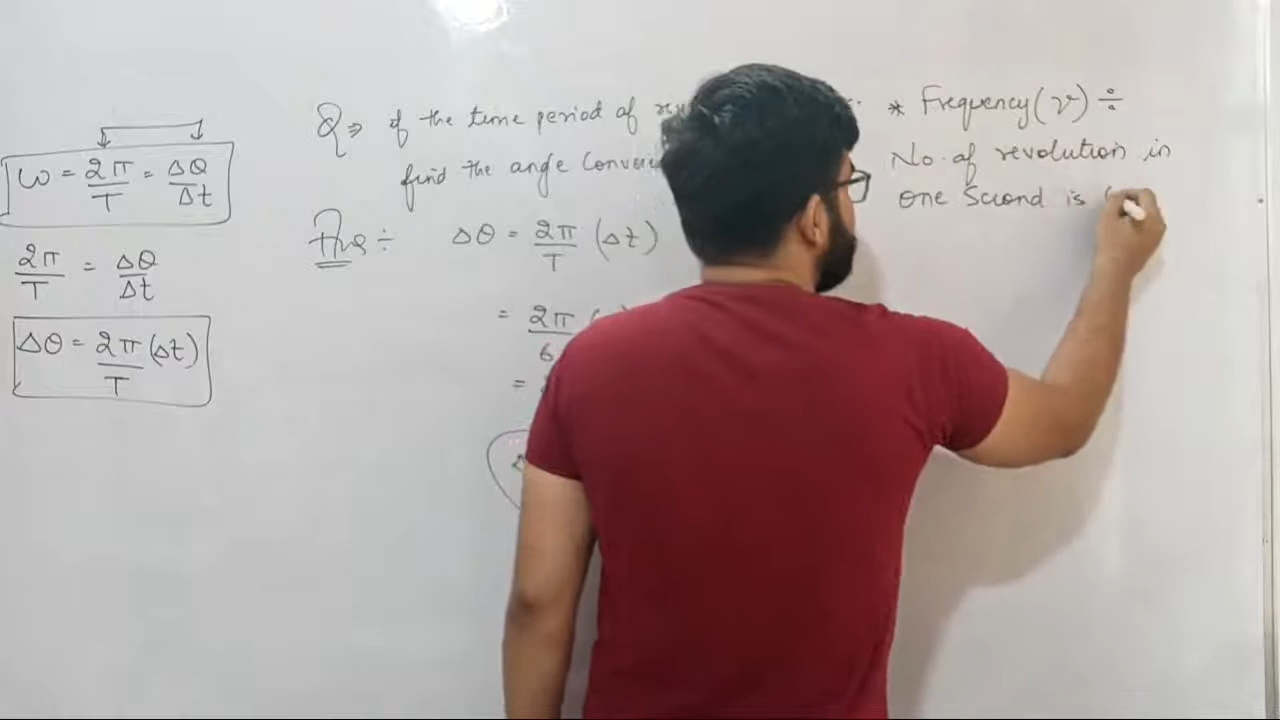 ω = 2π/T = Δθ/Δt
2π/T = Δθ/Δt
Δθ = 2π/T (Δt)
Q ⇒ if the time period of
find the angle
Ans ÷ Δθ = 2π/T (Δt)
= 2π/6
=
* Frequency(ν) ÷
No. of revolution in
one Second is